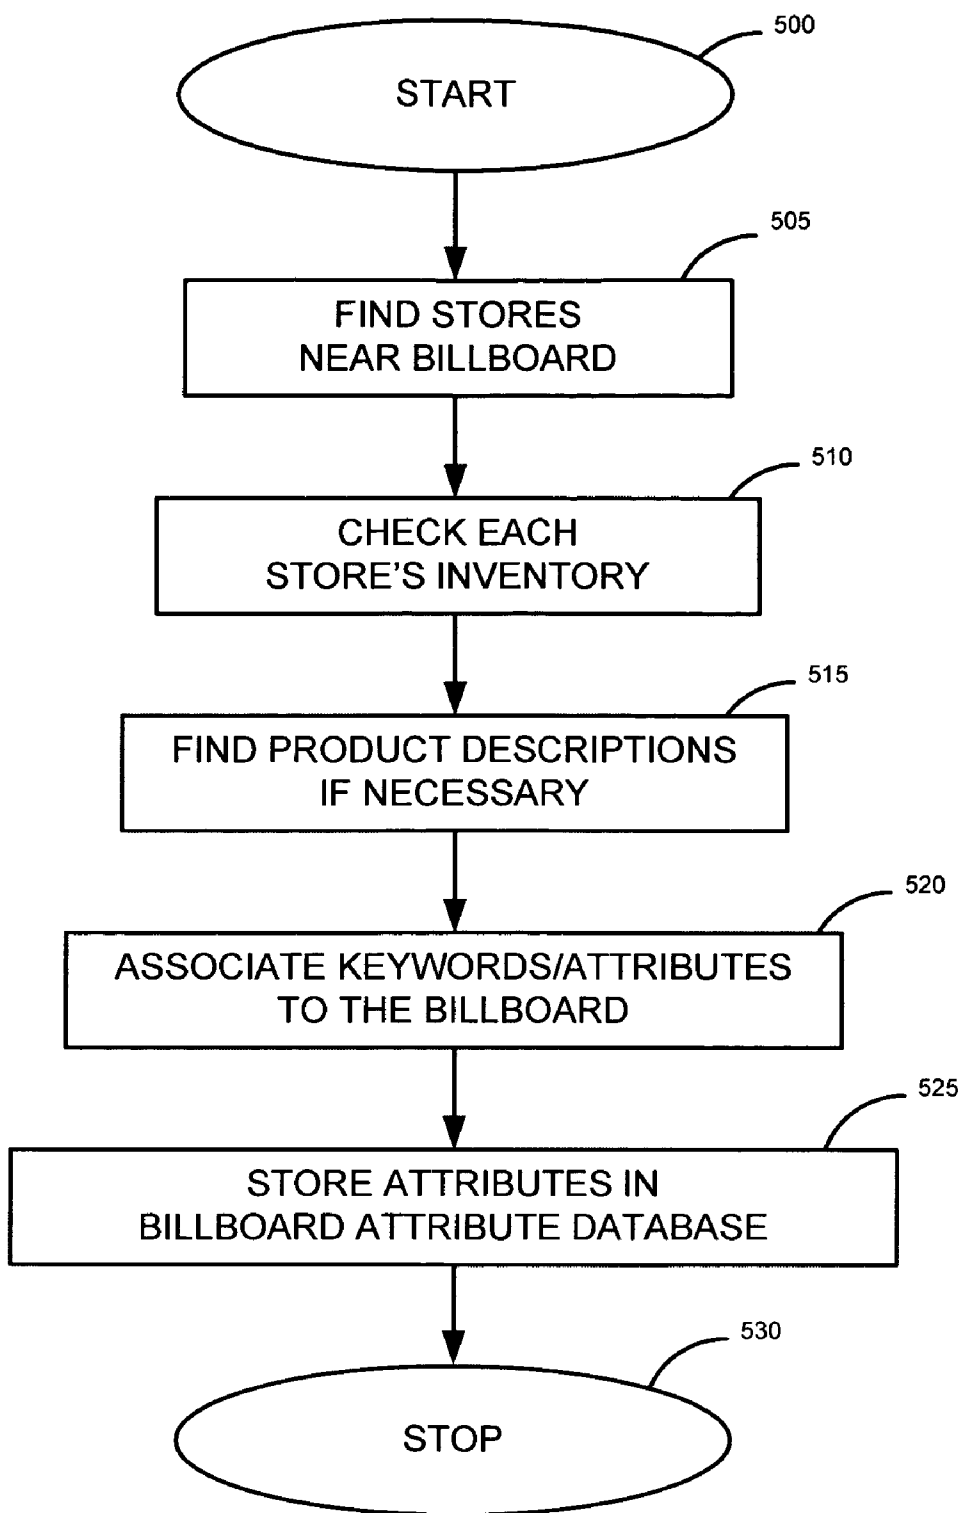 500
START
505
FIND STORES
NEAR BILLBOARD
510
CHECK EACH
STORE'S INVENTORY
515
FIND PRODUCT DESCRIPTIONS
IF NECESSARY
520
ASSOCIATE KEYWORDS/ATTRIBUTES
TO THE BILLBOARD
525
STORE ATTRIBUTES IN
BILLBOARD ATTRIBUTE DATABASE
530
STOP